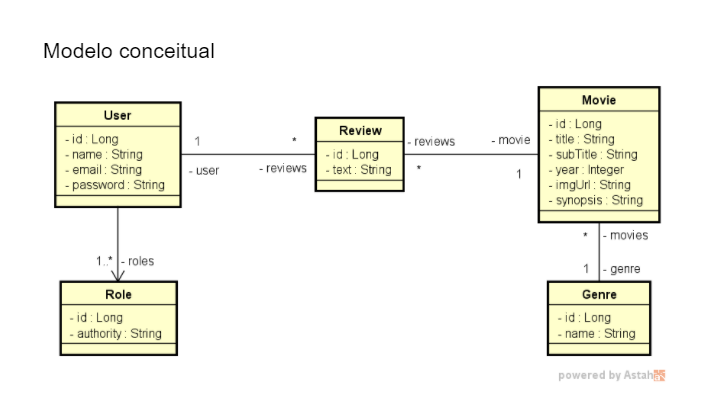 Modelo conceitual
User
- id : Long
- name : String
- email : String
- password : String
1
*
- user
- reviews
Review
- id : Long
- text : String
- reviews
- movie
*
1
Movie
- id : Long
- title : String
- subTitle : String
- year : Integer
- imgUrl : String
- synopsis : String
1..*
- roles
* - movies
1 - genre
Role
- id : Long
- authority : String
Genre
- id : Long
- name : String
powered by Astah